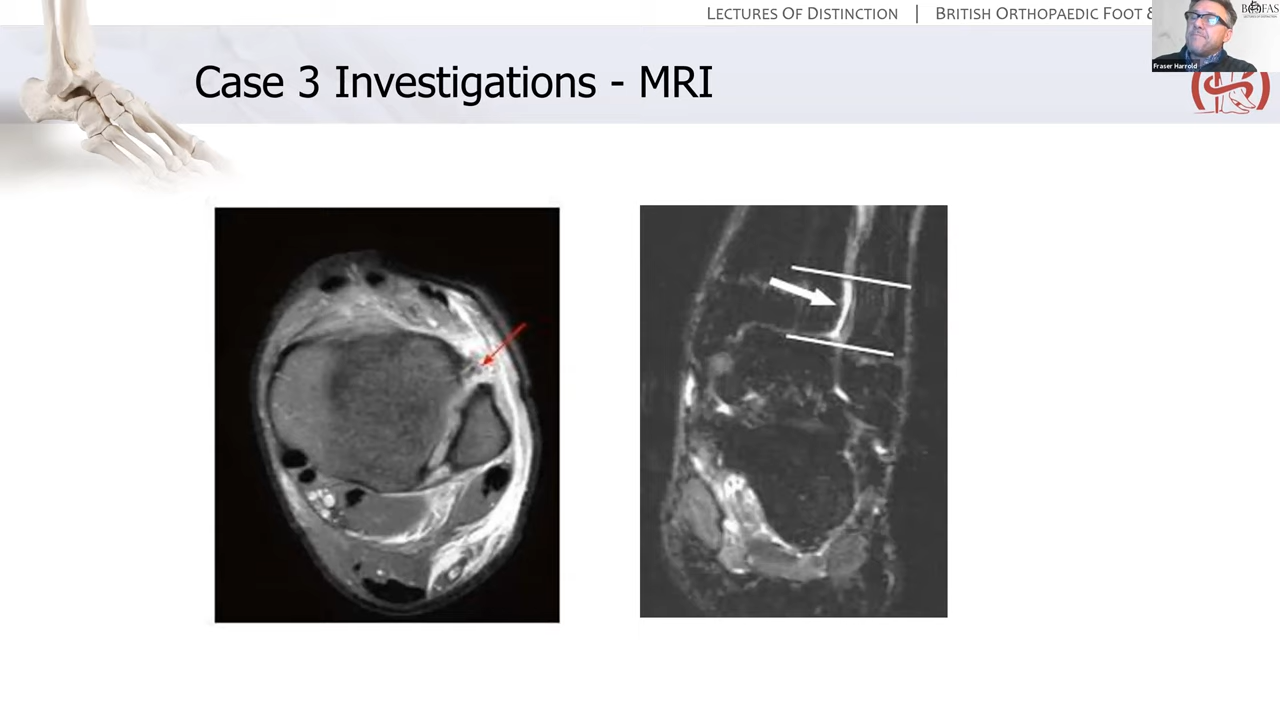 LECTURES OF DISTINCTION | BRITISH ORTHOPAEDIC FOOT &
Case 3 Investigations - MRI
Fraser Harrold